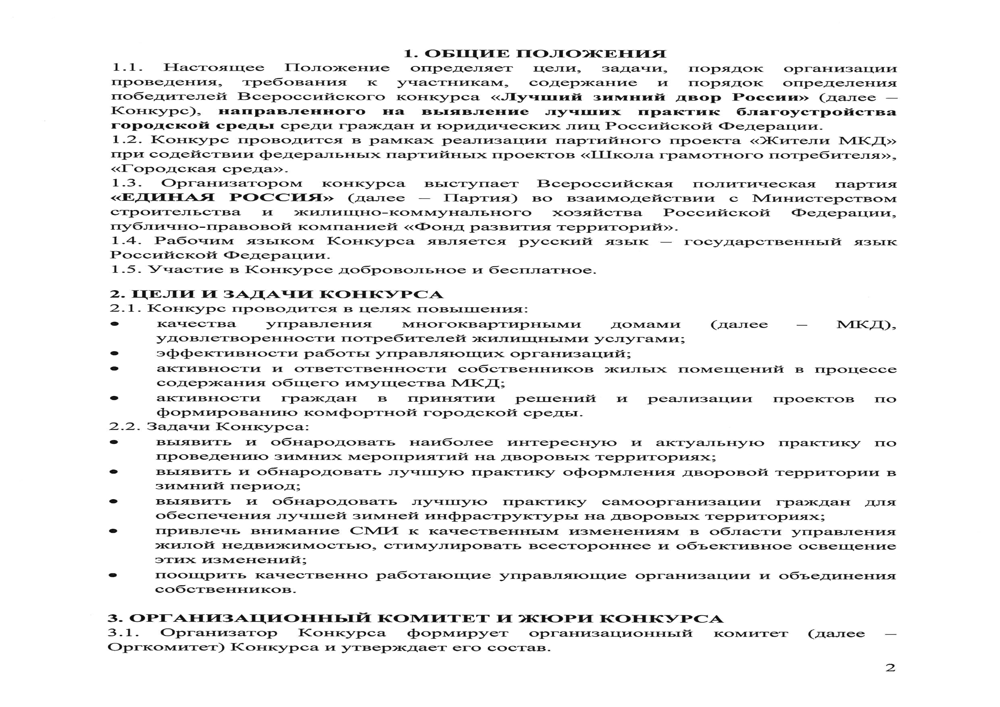 1. ОБЩИЕ ПОЛОЖЕНИЯ
1.1. Настоящее Положение определяет цели, задачи, порядок организации
проведения, требования к участникам, содержание и порядок определения
победителей Всероссийского конкурса «Лучший зимний двор России» (далее –
Конкурс), направленного на выявление лучших практик благоустройства
городской среды среди граждан и юридических лиц Российской Федерации.
1.2. Конкурс проводится в рамках реализации партийного проекта «Жители МКД»
при содействии федеральных партийных проектов «Школа грамотного потребителя»,
«Городская среда».
1.3. Организатором конкурса выступает Всероссийская политическая партия
«ЕДИНАЯ РОССИЯ» (далее – Партия) во взаимодействии с Министерством
строительства и жилищно-коммунального хозяйства Российской Федерации,
публично-правовой компанией «Фонд развития территорий».
1.4. Рабочим языком Конкурса является русский язык – государственный язык
Российской Федерации.
1.5. Участие в Конкурсе добровольное и бесплатное.
2. ЦЕЛИ И ЗАДАЧИ КОНКУРСА
2.1. Конкурс проводится в целях повышения:
• качества управления многоквартирными домами (далее – МКД),
удовлетворенности потребителей жилищными услугами;
• эффективности работы управляющих организаций;
• активности и ответственности собственников жилых помещений в процессе
содержания общего имущества МКД;
• активности граждан в принятии решений и реализации проектов по
формированию комфортной городской среды.
2.2. Задачи Конкурса:
• выявить и обнародовать наиболее интересную и актуальную практику по
проведению зимних мероприятий на дворовых территориях;
• выявить и обнародовать лучшую практику оформления дворовой территории в
зимний период;
• выявить и обнародовать лучшую практику самоорганизации граждан для
обеспечения лучшей зимней инфраструктуры на дворовых территориях;
• привлечь внимание СМИ к качественным изменениям в области управления
жилой недвижимостью, стимулировать всестороннее и объективное освещение
этих изменений;
• поощрить качественно работающие управляющие организации и объединения
собственников.
3. ОРГАНИЗАЦИОННЫЙ КОМИТЕТ И ЖЮРИ КОНКУРСА
3.1. Организатор Конкурса формирует организационный комитет (далее –
Оргкомитет) Конкурса и утверждает его состав.
2